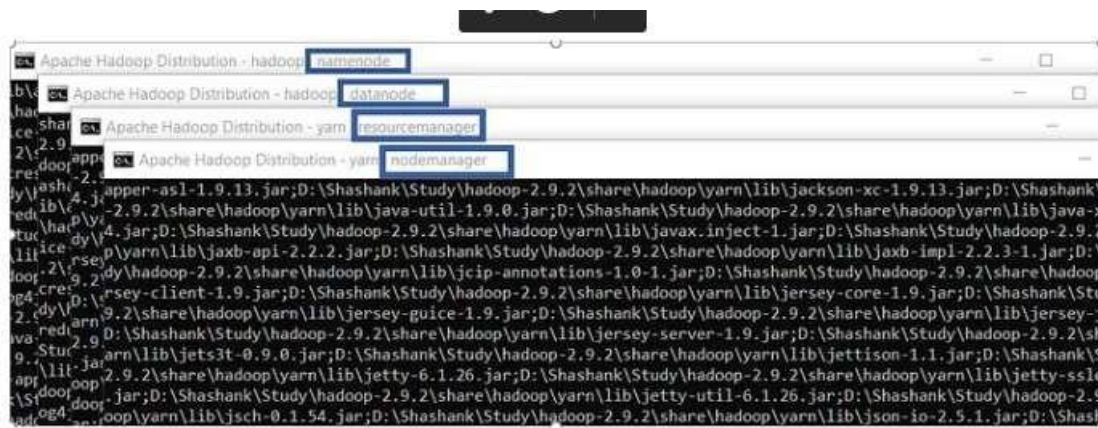 Apache Hadoop Distribution - hadoop namenode
Apache Hadoop Distribution - hadoop datanode
Apache Hadoop Distribution - yarn resourcemanager
Apache Hadoop Distribution - yarn nodemanager
apper-asl-1.9.13.jar;D:\Shashank\Study\hadoop-2.9.2\share\hadoop\yarn\lib\jackson-xc-1.9.13.jar;D:\Shashank\
-2.9.2\share\hadoop\yarn\lib\java-util-1.9.0.jar;D:\Shashank\Study\hadoop-2.9.2\share\hadoop\yarn\lib\java-
4.jar;D:\Shashank\Study\hadoop-2.9.2\share\hadoop\yarn\lib\javax.inject-1.jar;D:\Shashank\Study\hadoop-2.9.
p\yarn\lib\jaxb-api-2.2.2.jar;D:\Shashank\Study\hadoop-2.9.2\share\hadoop\yarn\lib\jaxb-impl-2.2.3-1.jar;D:
dy\hadoop-2.9.2\share\hadoop\yarn\lib\jcip-annotations-1.0-1.jar;D:\Shashank\Study\hadoop-2.9.2\share\hadoop
rsey-client-1.9.jar;D:\Shashank\Study\hadoop-2.9.2\share\hadoop\yarn\lib\jersey-core-1.9.jar;D:\Shashank\St
9.2\share\hadoop\yarn\lib\jersey-guice-1.9.jar;D:\Shashank\Study\hadoop-2.9.2\share\hadoop\yarn\lib\jersey-
D:\Shashank\Study\hadoop-2.9.2\share\hadoop\yarn\lib\jersey-server-1.9.jar;D:\Shashank\Study\hadoop-2.9.2\s
arn\lib\jets3t-0.9.0.jar;D:\Shashank\Study\hadoop-2.9.2\share\hadoop\yarn\lib\jettison-1.1.jar;D:\Shashank\
2.9.2\share\hadoop\yarn\lib\jetty-6.1.26.jar;D:\Shashank\Study\hadoop-2.9.2\share\hadoop\yarn\lib\jetty-ssl
.jar;D:\Shashank\Study\hadoop-2.9.2\share\hadoop\yarn\lib\jetty-util-6.1.26.jar;D:\Shashank\Study\hadoop-2.9
oop\yarn\lib\jsch-0.1.54.jar;D:\Shashank\Study\hadoop-2.9.2\share\hadoop\yarn\lib\json-io-2.5.1.jar;D:\Shas